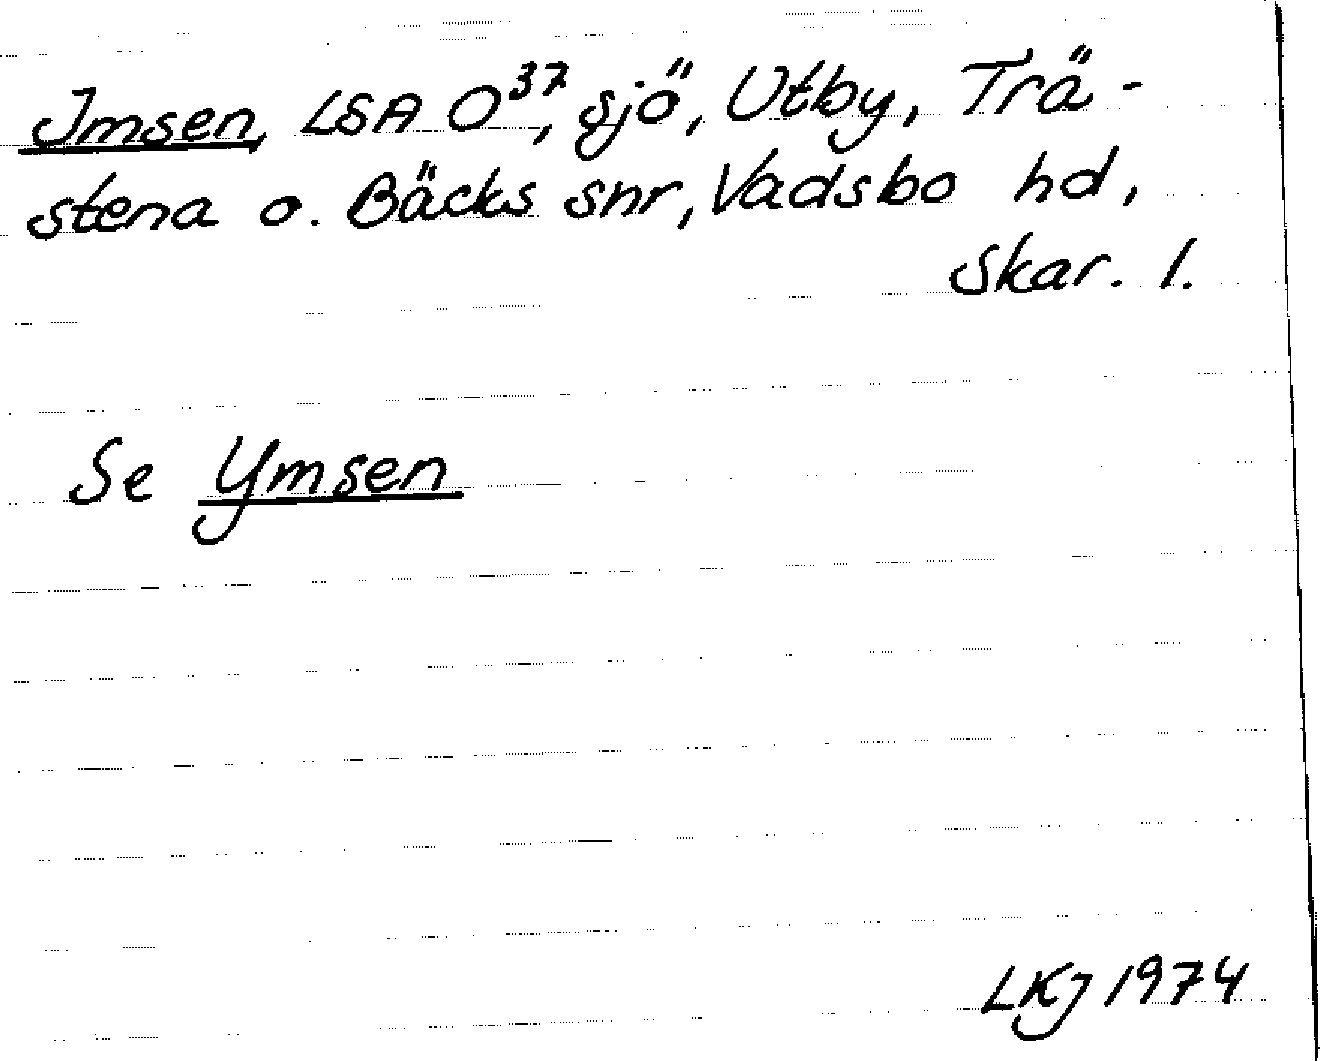 Imsen, LSA O³⁷, sjö, Utby, Trä-
stena o. Bäcks snr, Vadsbo hd,
Skar. l.
Se Ymsen
LKJ 1974